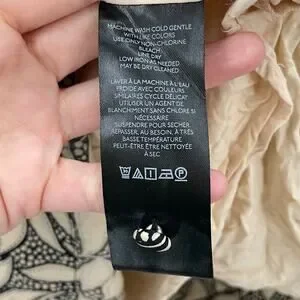 MACHINE WASH COLD GENTLE
WITH LIKE COLORS
USE ONLY NON-CHLORINE
BLEACH
LINE DRY
LOW IRON AS NEEDED
MAY BE DRY CLEANED
LAVER À LA MACHINE À L'EAU
FROIDE AVEC COULEURS
SIMILAIRES CYCLE DÉLICAT
UTILISER UN AGENT DE
BLANCHIMENT SANS CHLORE SI
NÉCESSAIRE
SUSPENDRE POUR SÉCHER
REPASSER, AU BESOIN, À TRÈS
BASSE TEMPÉRATURE
PEUT-ÊTRE ÊTRE NETTOYÉE
À SEC
P